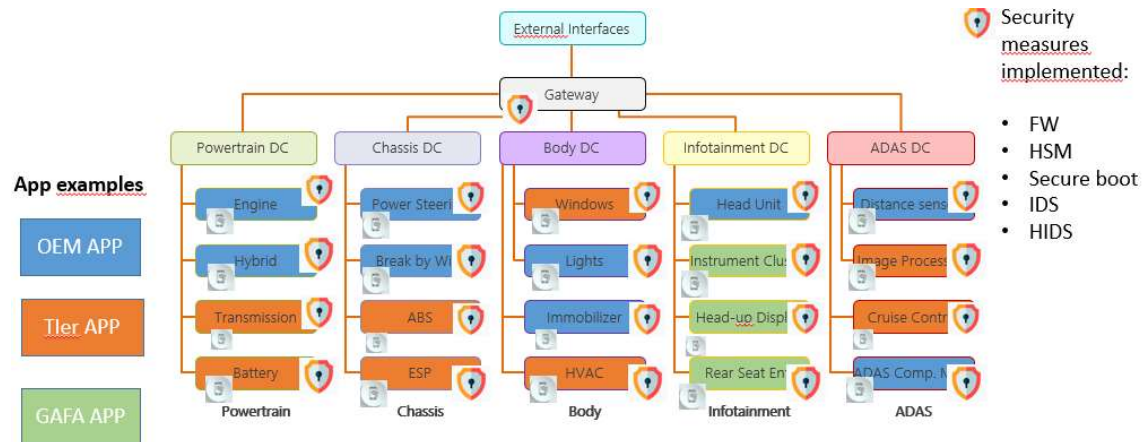 External Interfaces
Gateway
Security
measures
implemented:
• FW
• HSM
• Secure boot
• IDS
• HIDS
App examples
OEM APP
TIer APP
GAFA APP
Powertrain DC
Engine
Hybrid
Transmission
Battery
Powertrain
Chassis DC
Power Steeri
Break by Wi
ABS
ESP
Chassis
Body DC
Windows
Lights
Immobilizer
HVAC
Body
Infotainment DC
Head Unit
Instrument Clus
Head-up Displ
Rear Seat Ent
Infotainment
ADAS DC
Distance sens
Image Process
Cruise Contr
ADAS Comp.
ADAS